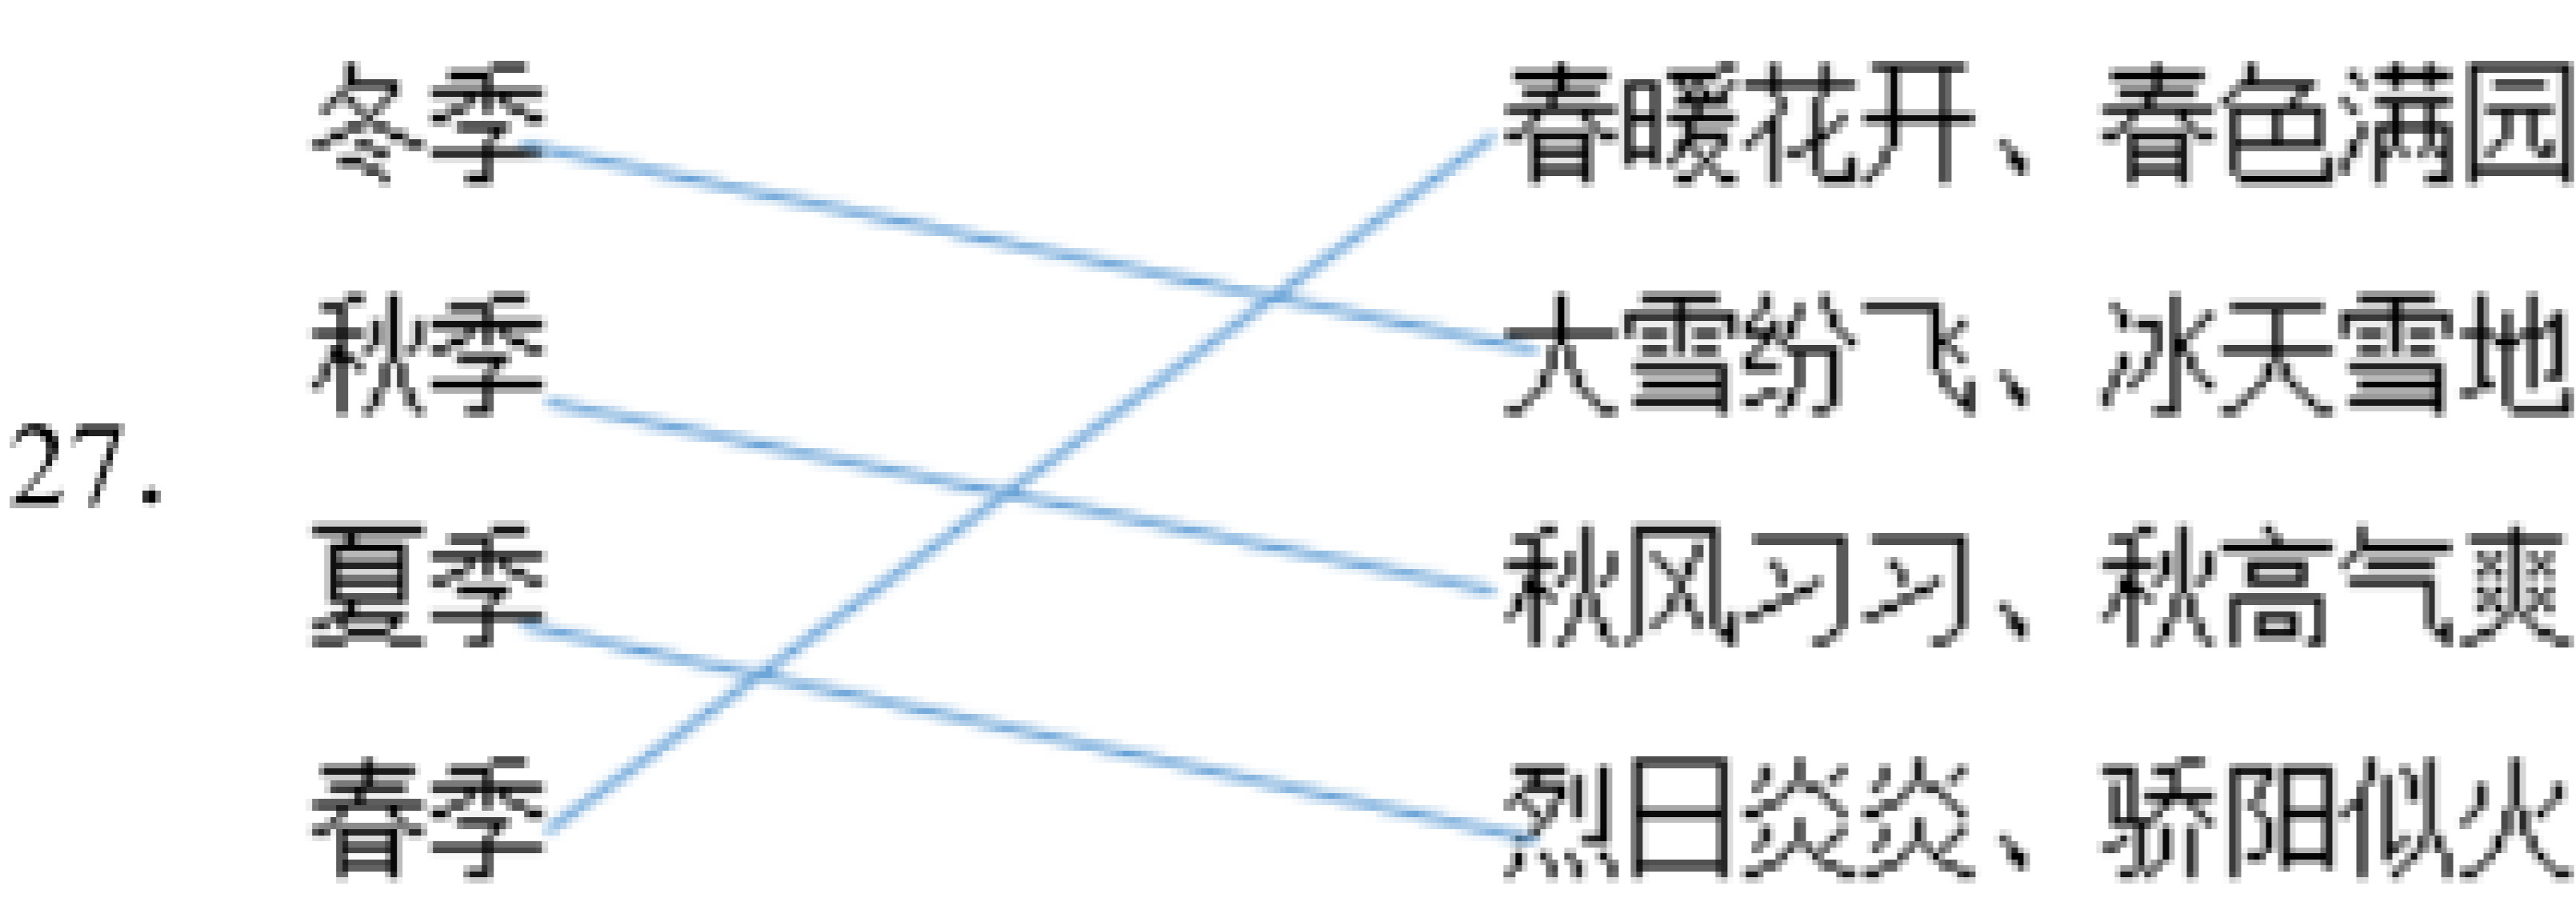 冬季 春暖花开、春色满园
秋季 大雪纷飞、冰天雪地
27.
夏季 秋风习习、秋高气爽
春季 烈日炎炎、骄阳似火